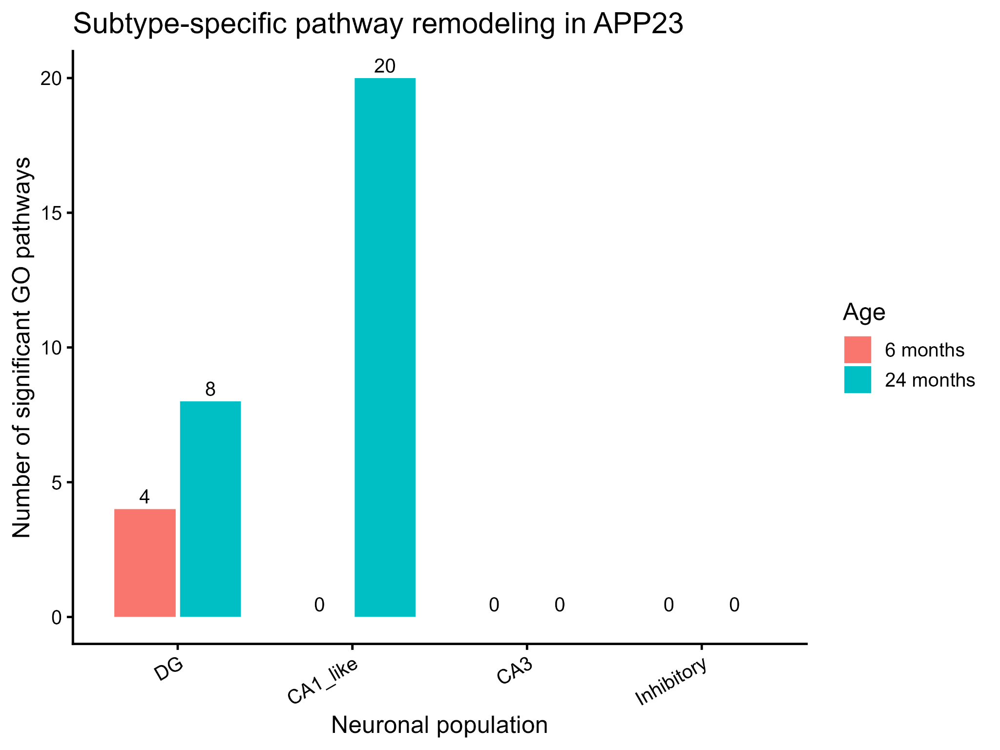 Subtype-specific pathway remodeling in APP23
Number of significant GO pathways
20
15
10
5
0
4
8
0
20
0
0
0
0
DG
CA1_like
CA3
Inhibitory
Neuronal population
Age
6 months
24 months